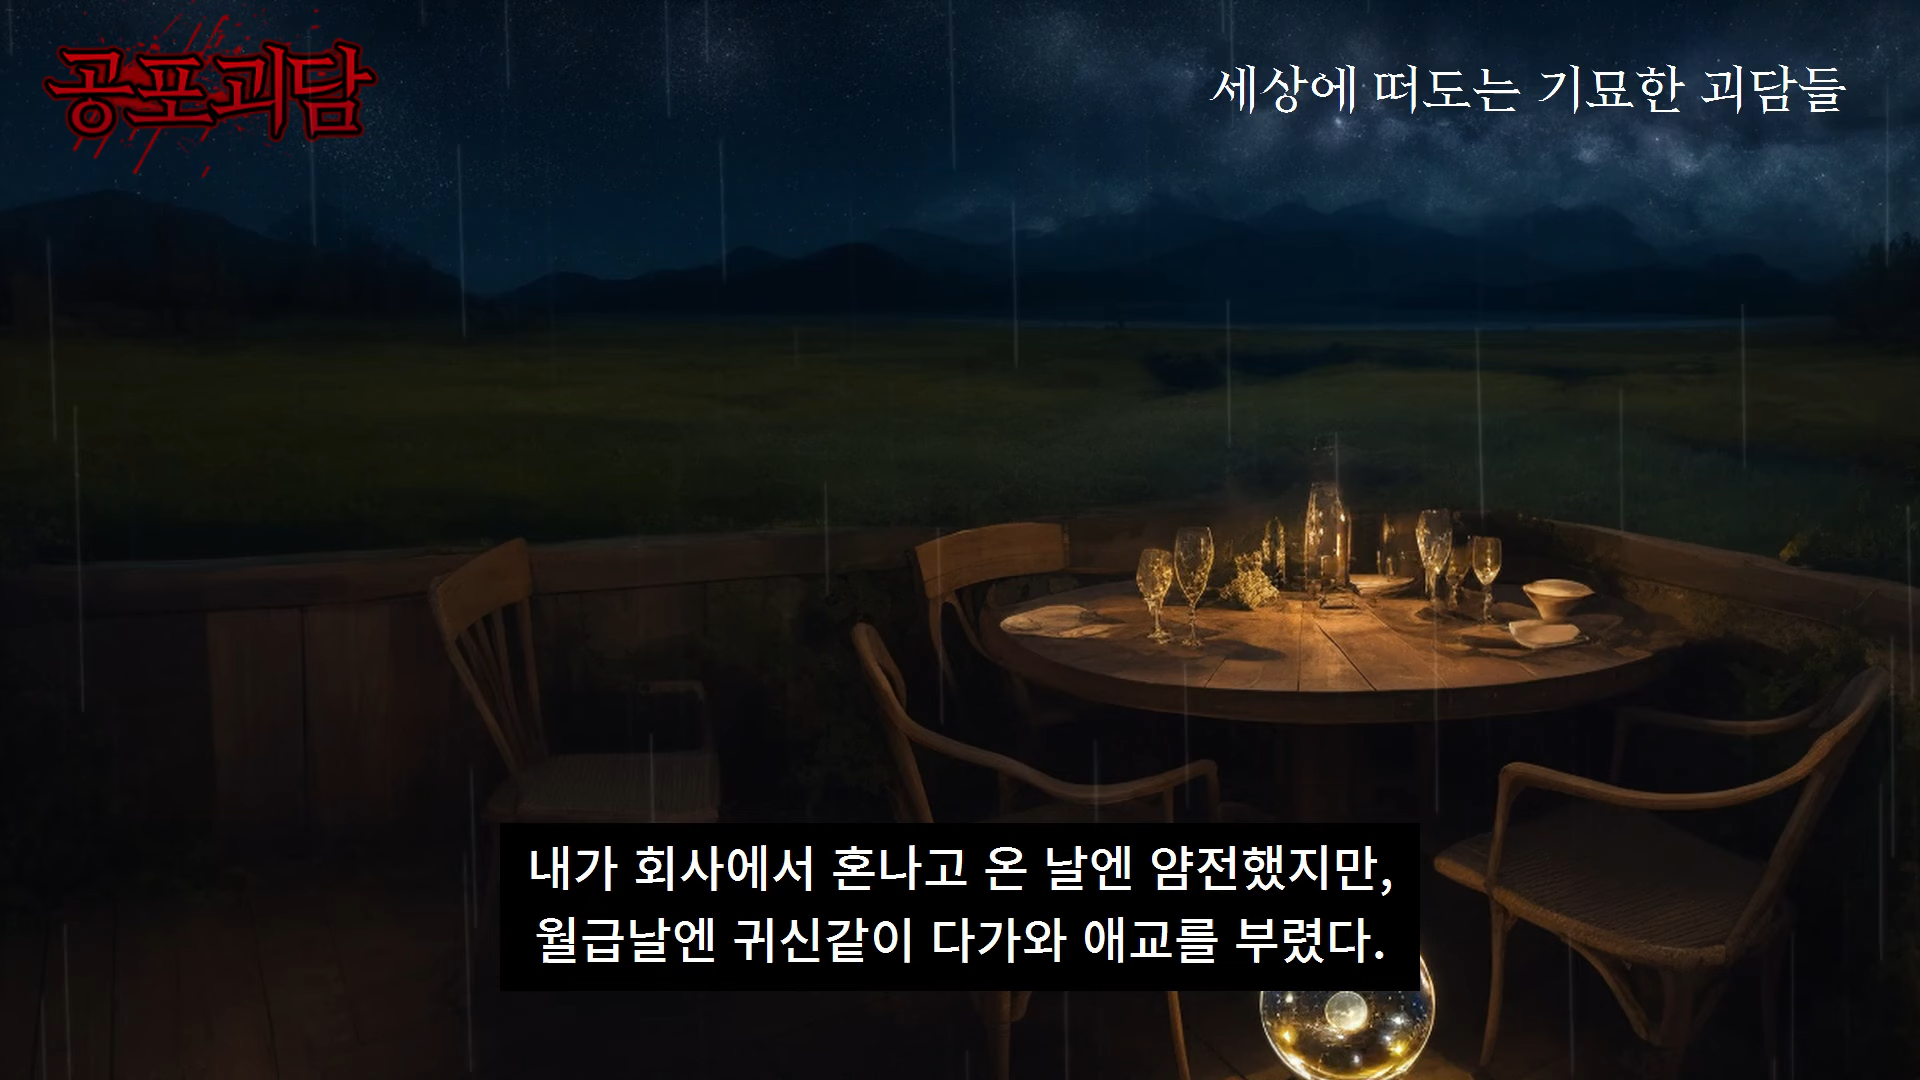 공포괴담
세상에 떠도는 기묘한 괴담들
내가 회사에서 혼나고 온 날엔 얌전했지만,
월급날엔 귀신같이 다가와 애교를 부렸다.